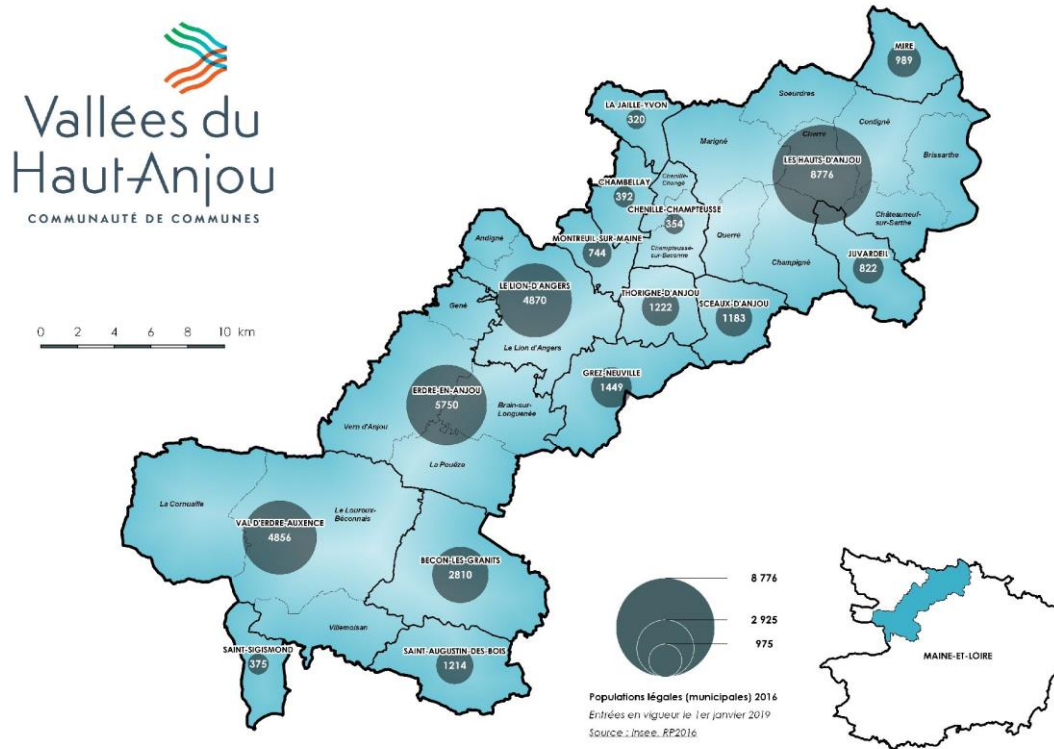 Vallées du
Haut-Anjou
COMMUNAUTÉ DE COMMUNES
0 2 4 6 8 10 km
MIRE
989
LA JAILLE-YVON
320
Soeurdres
Cherré
Contigné
Marigné
Brissarthe
LES HAUTS-D'ANJOU
8776
CHAMBELLAY
392
Chenillé-
Changé
CHENILLE-CHAMPTEUSSE
354
Champteussé-
sur-Baconne
Querré
Châteauneuf-
sur-Sarthe
Champigné
JUVARDEIL
822
Andigné
MONTREUIL-SUR-MAINE
744
LE LION-D'ANGERS
4870
THORIGNE-D'ANJOU
1222
SCEAUX-D'ANJOU
1183
Gené
Le Lion d'Angers
GREZ-NEUVILLE
1449
ERDRE-EN-ANJOU
5750
Brain-sur-
Longuenée
Vern d'Anjou
La Pouëze
La Cornuaille
Le Louroux-
Béconnais
VAL D'ERDRE-AUXENCE
4856
BECON-LES-GRANITS
2810
Villemoisan
SAINT-SIGISMOND
375
SAINT-AUGUSTIN-DES-BOIS
1214
8 776
2 925
975
Populations légales (municipales) 2016
Entrées en vigueur le 1er janvier 2019
Source : Insee, RP2016
MAINE-ET-LOIRE